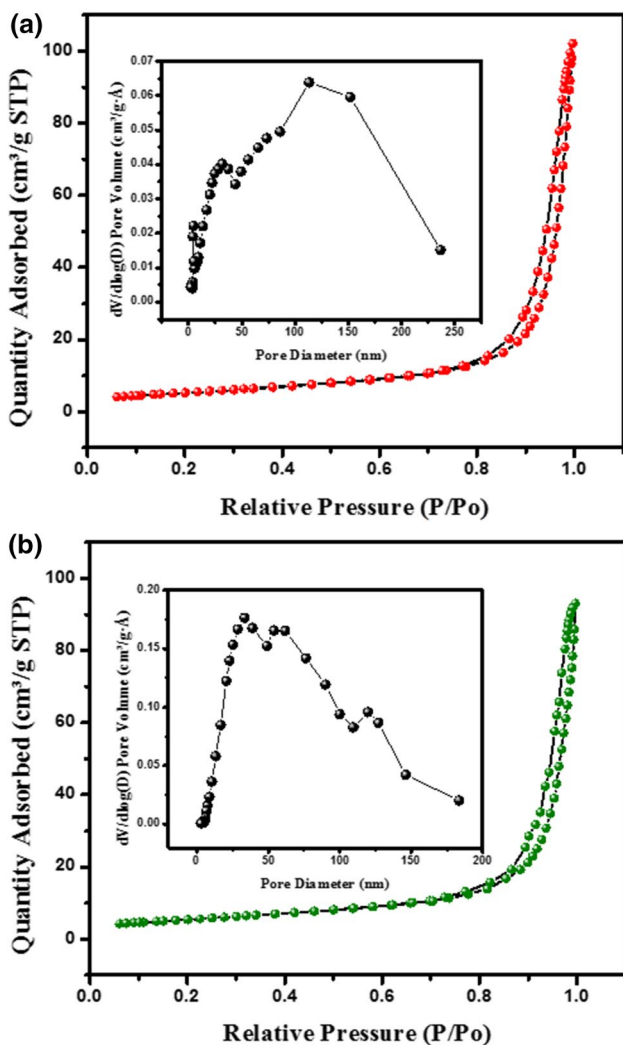 (a)
Quantity Adsorbed (cm³/g STP)
100
80
60
40
20
0
0.0 0.2 0.4 0.6 0.8 1.0
Relative Pressure (P/Po)
dV/dlog(D) Pore Volume (cm³/g·Å)
0.07
0.06
0.05
0.04
0.03
0.02
0.01
0.00
0 50 100 150 200 250
Pore Diameter (nm)
(b)
Quantity Adsorbed (cm³/g STP)
100
80
60
40
20
0
0.0 0.2 0.4 0.6 0.8 1.0
Relative Pressure (P/Po)
dV/dlog(D) Pore Volume (cm³/g·Å)
0.20
0.15
0.10
0.05
0.00
0 50 100 150 200
Pore Diameter (nm)